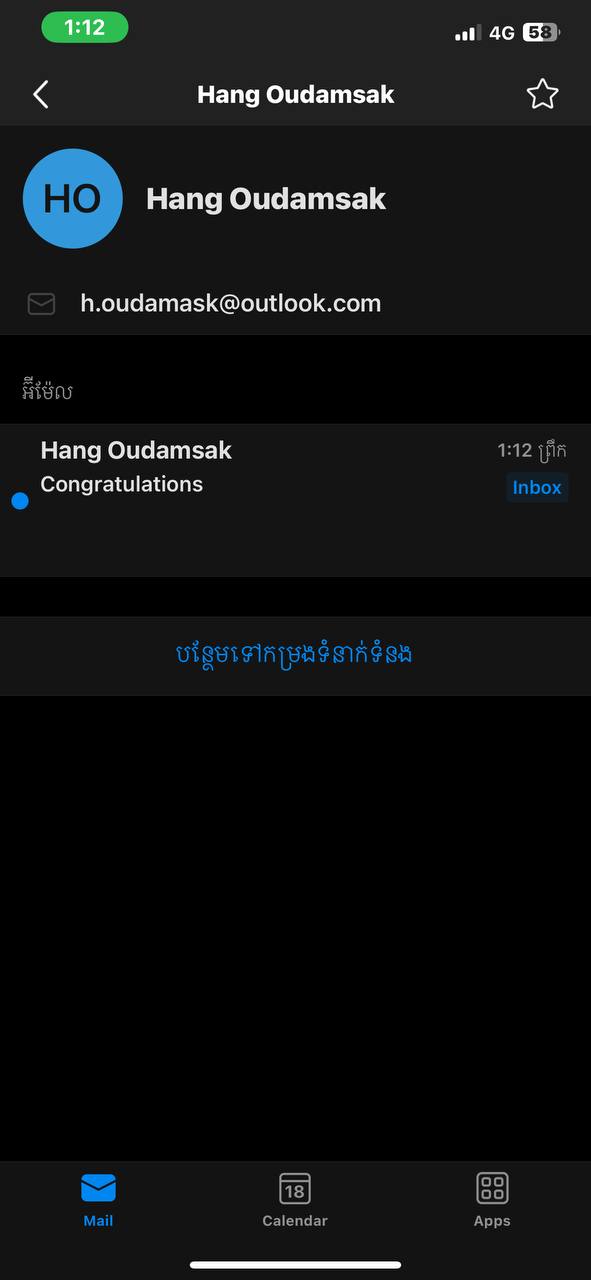 1:12
4G 58
Hang Oudamsak
HO
Hang Oudamsak
h.oudamask@outlook.com
អ៊ីម៉ែល
Hang Oudamsak
1:12 ព្រឹក
Congratulations
Inbox
បន្ថែមទៅកម្រងទំនាក់ទំនង
18
Mail
Calendar
Apps